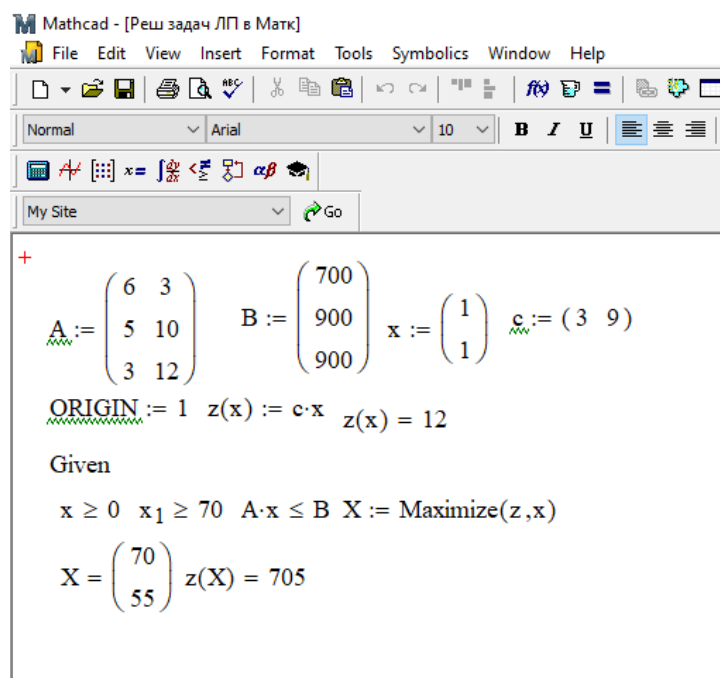 Mathcad - [Реш задач ЛП в Матк]
File Edit View Insert Format Tools Symbolics Window Help
Normal Arial 10 B I U
My Site Go
A := ( 6 3 ; 5 10 ; 3 12 ) B := ( 700 ; 900 ; 900 ) x := ( 1 ; 1 ) c := ( 3 9 )
ORIGIN := 1 z(x) := c·x z(x) = 12
Given
x ≥ 0 x₁ ≥ 70 A·x ≤ B X := Maximize(z,x)
X = ( 70 ; 55 ) z(X) = 705